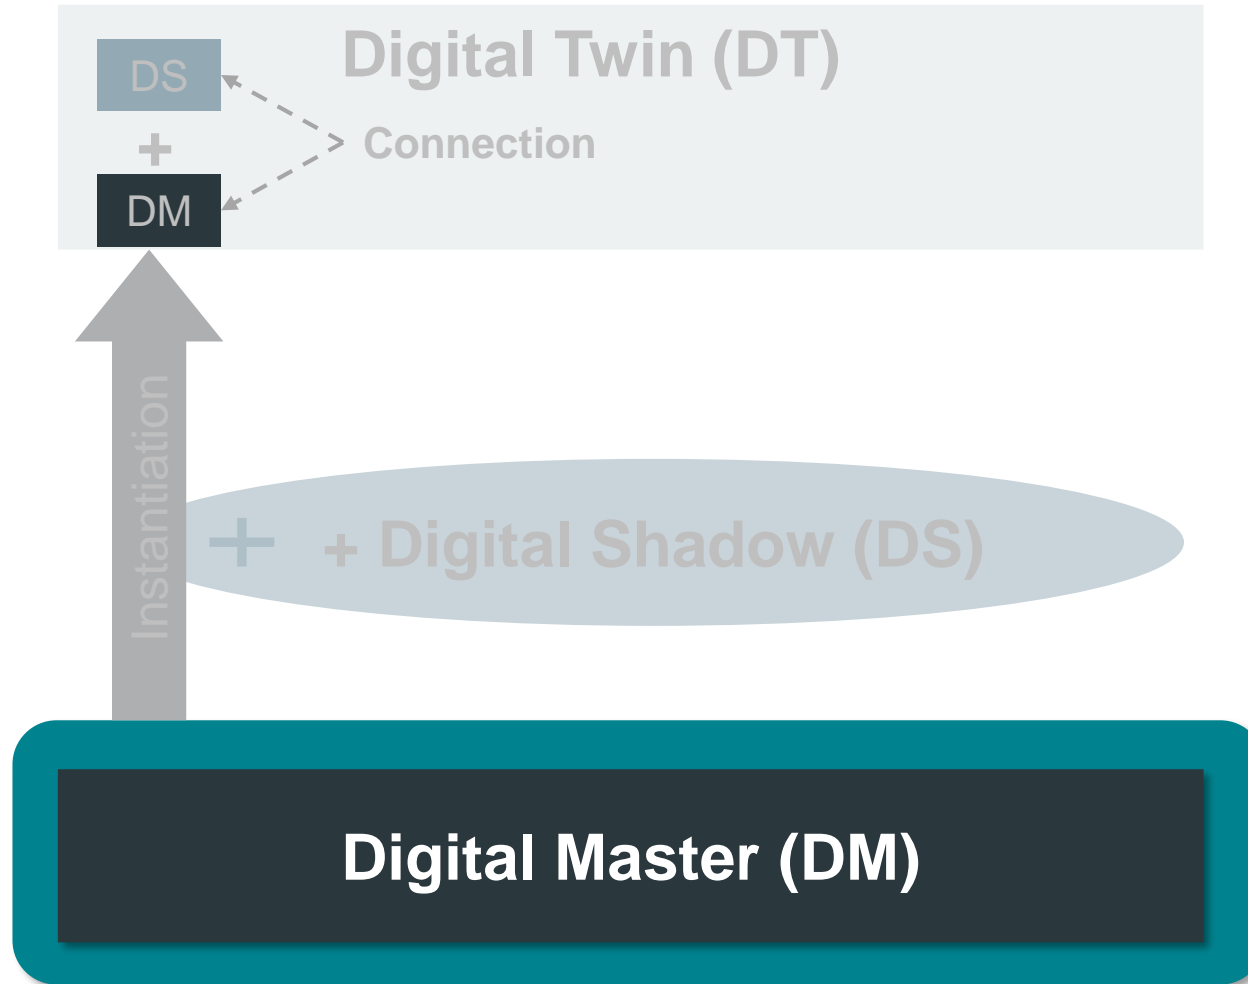 Digital Twin (DT)
DS
+
Connection
DM
Instantiation
+ + Digital Shadow (DS)
Digital Master (DM)